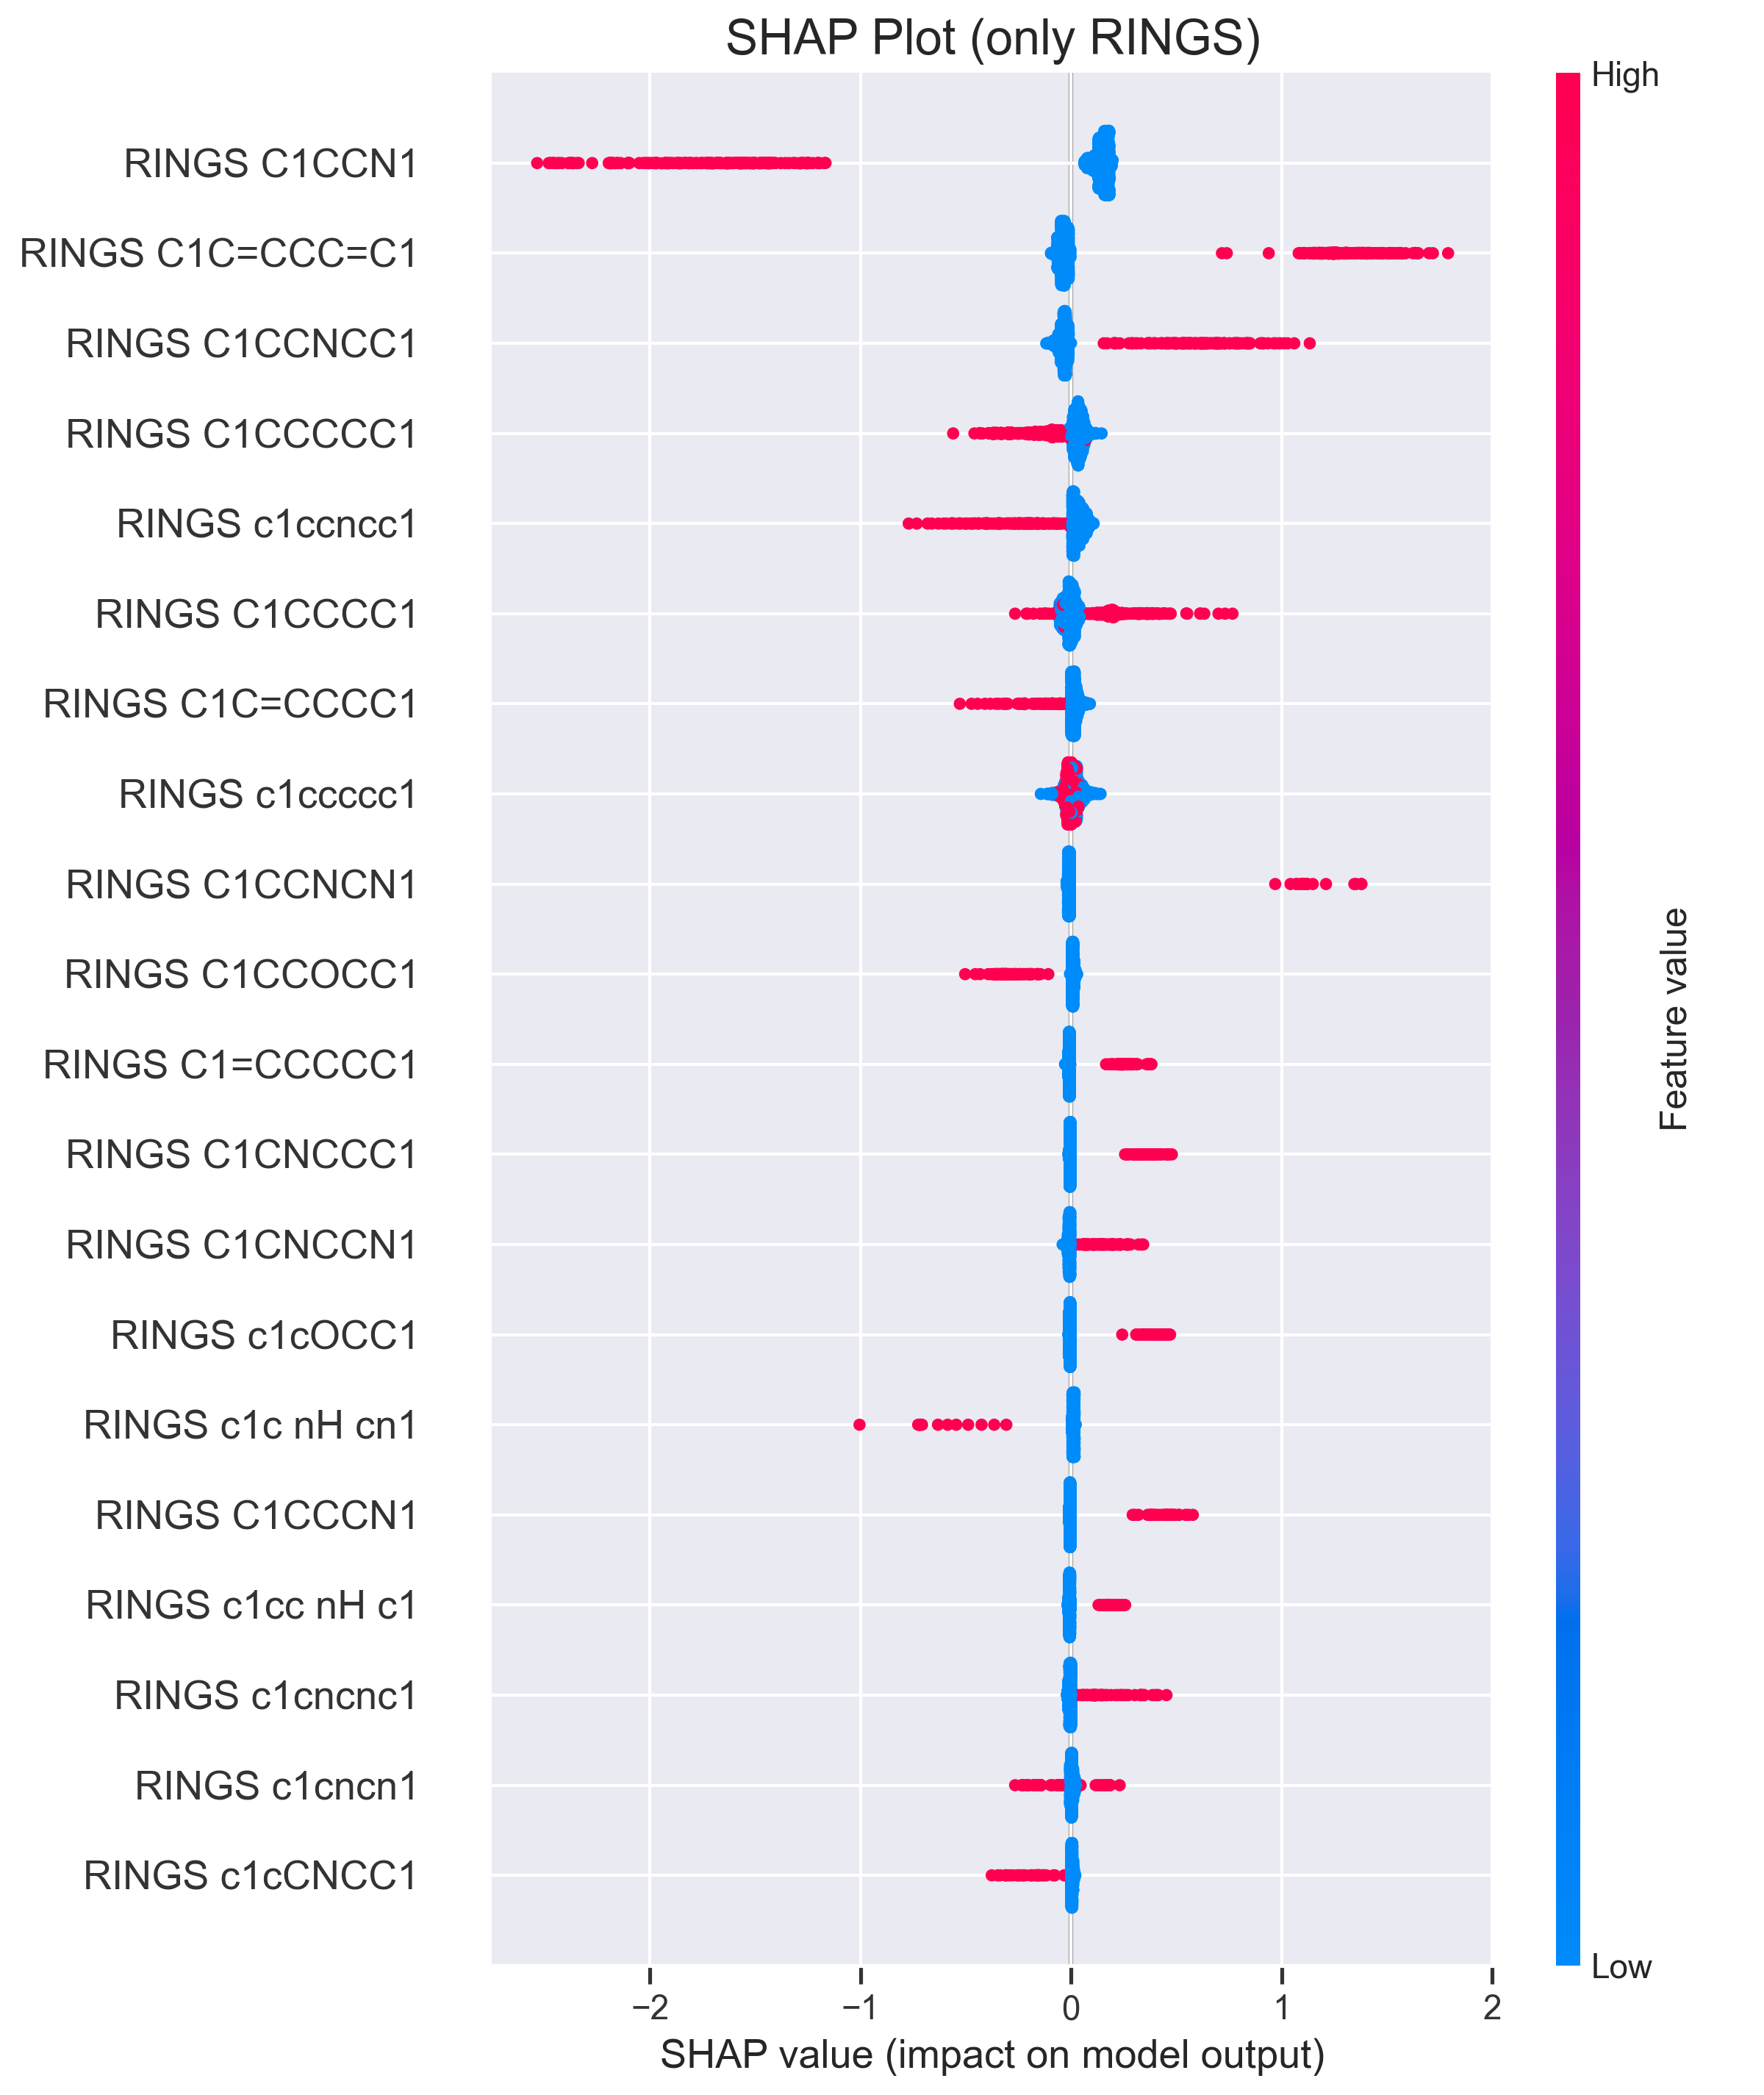 SHAP Plot (only RINGS)
High
RINGS C1CCN1
RINGS C1C=CCC=C1
RINGS C1CCNCC1
RINGS C1CCCCC1
RINGS c1ccncc1
RINGS C1CCCC1
RINGS C1C=CCCC1
RINGS c1ccccc1
RINGS C1CCNCN1
RINGS C1CCOCC1
RINGS C1=CCCCC1
RINGS C1CNCCC1
RINGS C1CNCCN1
RINGS c1cOCC1
RINGS c1c nH cn1
RINGS C1CCCN1
RINGS c1cc nH c1
RINGS c1cncnc1
RINGS c1cncn1
RINGS c1cCNCC1
Feature value
Low
−2 −1 0 1 2
SHAP value (impact on model output)